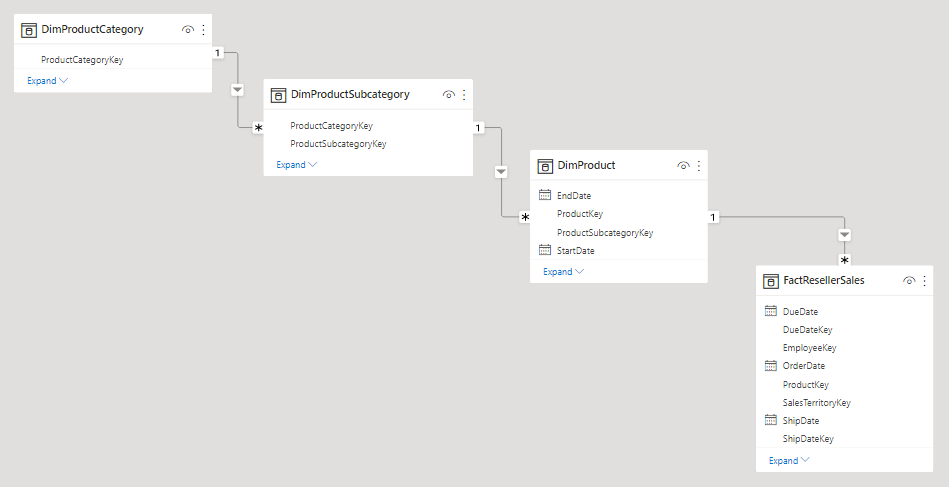 DimProductCategory
ProductCategoryKey
Expand
1
*
DimProductSubcategory
ProductCategoryKey
ProductSubcategoryKey
Expand
1
*
DimProduct
EndDate
ProductKey
ProductSubcategoryKey
StartDate
Expand
1
*
FactResellerSales
DueDate
DueDateKey
EmployeeKey
OrderDate
ProductKey
SalesTerritoryKey
ShipDate
ShipDateKey
Expand